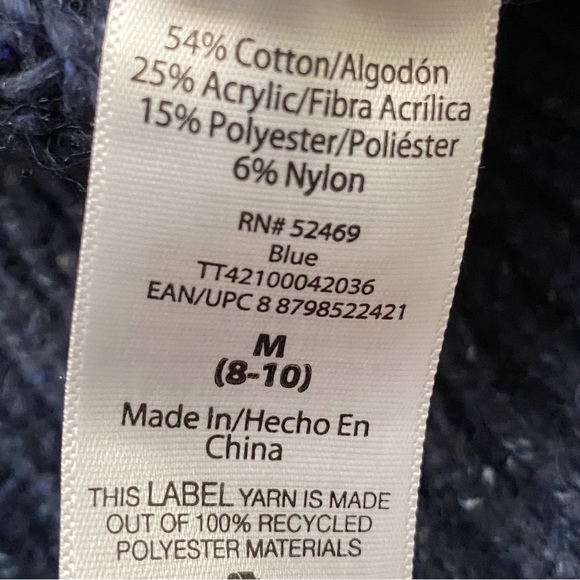 54% Cotton/Algodón
25% Acrylic/Fibra Acrílica
15% Polyester/Poliéster
6% Nylon
RN# 52469
Blue
TT42100042036
EAN/UPC 8 8798522421
M
(8-10)
Made In/Hecho En
China
THIS LABEL YARN IS MADE
OUT OF 100% RECYCLED
POLYESTER MATERIALS